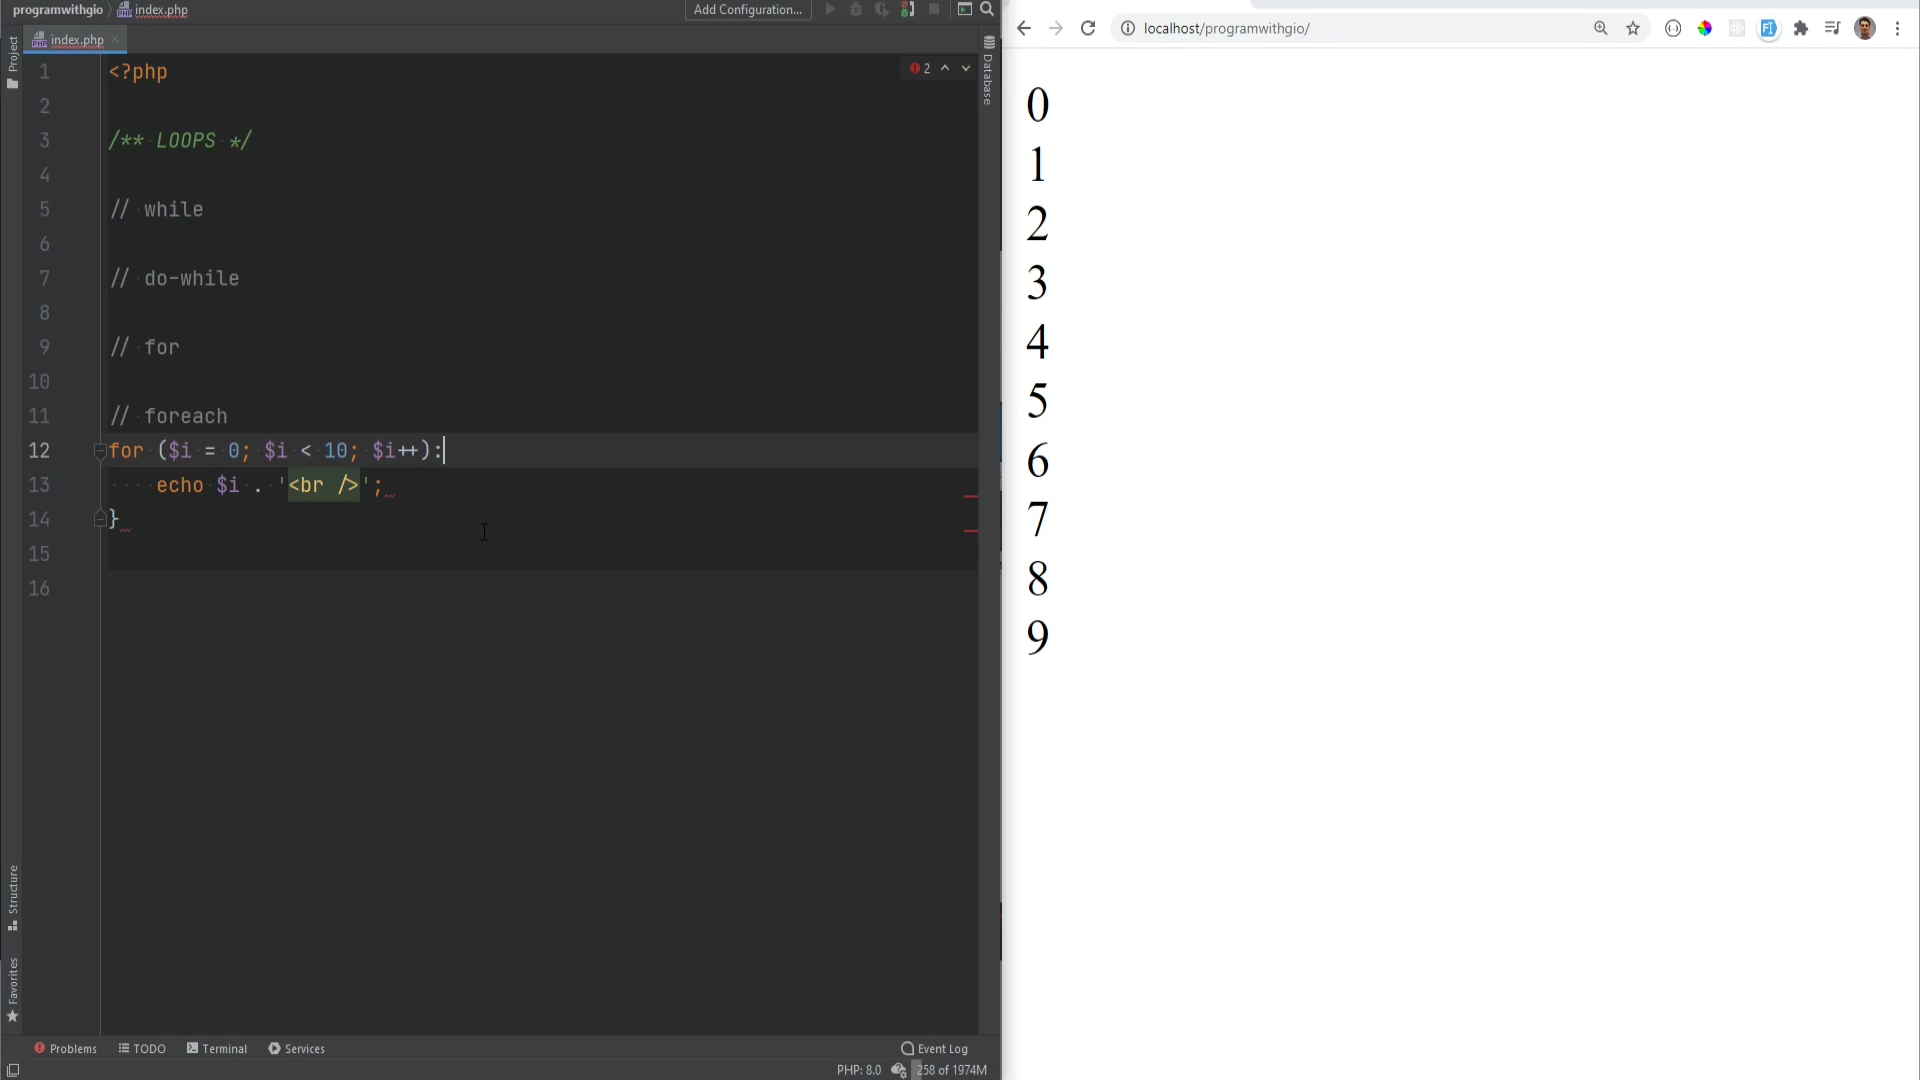 programwithgio
index.php
Add Configuration...
index.php
Project
Database
2
1 <?php
2
3 /** LOOPS */
4
5 // while
6
7 // do-while
8
9 // for
10
11 // foreach
12 for ($i = 0; $i < 10; $i++):
13 echo $i . '<br />';
14 }
15
16
Structure
Favorites
Problems
TODO
Terminal
Services
Event Log
PHP: 8.0
258 of 1974M
localhost/programwithgio/
0
1
2
3
4
5
6
7
8
9